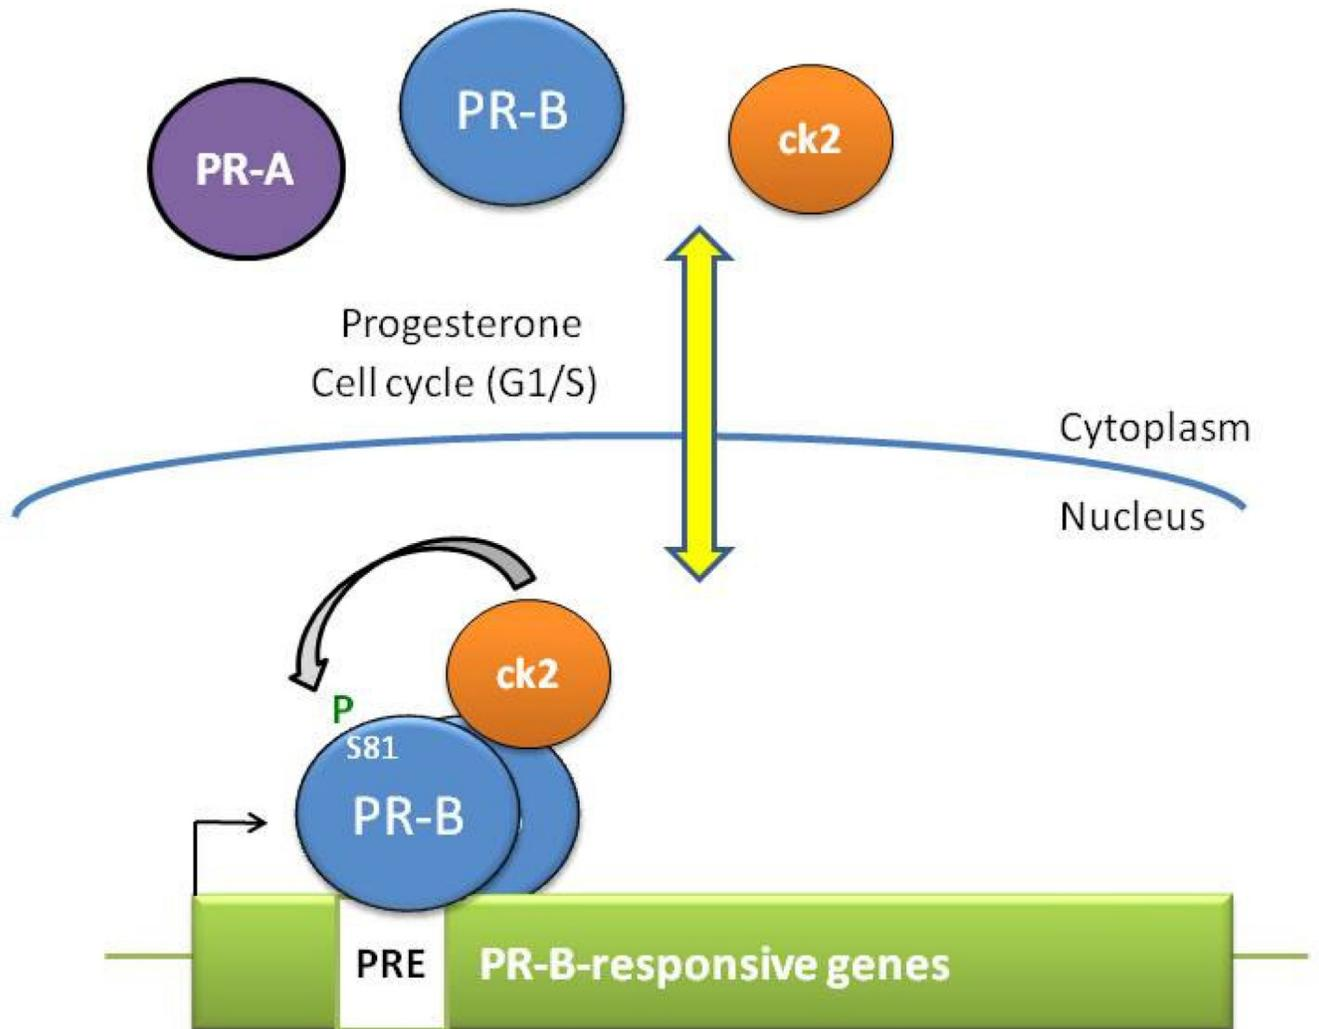 PR-A
PR-B
ck2
Progesterone
Cell cycle (G1/S)
Cytoplasm
Nucleus
ck2
P
S81
PR-B
PRE
PR-B-responsive genes